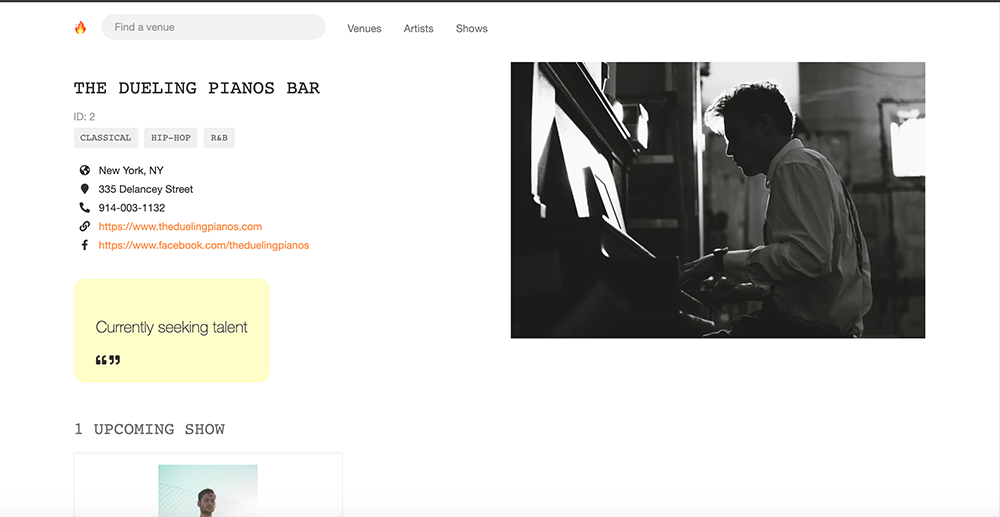 Find a venue
Venues Artists Shows
THE DUELING PIANOS BAR
ID: 2
CLASSICAL HIP-HOP R&B
New York, NY
335 Delancey Street
914-003-1132
https://www.theduelingpianos.com
https://www.facebook.com/theduelingpianos
Currently seeking talent
❝❞
1 UPCOMING SHOW